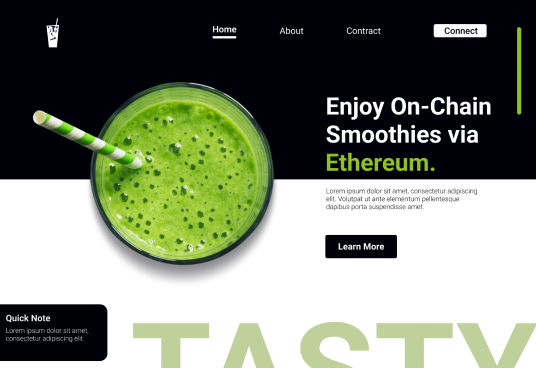 Home
About
Contract
Connect
Enjoy On-Chain
Smoothies via
Ethereum.
Lorem ipsum dolor sit amet, consectetur adipiscing
elit. Volutpat ut ante elementum pellentesque
dapibus porta suspendisse amet.
Learn More
Quick Note
Lorem ipsum dolor sit amet,
consectetur adipiscing elit.
TASTY